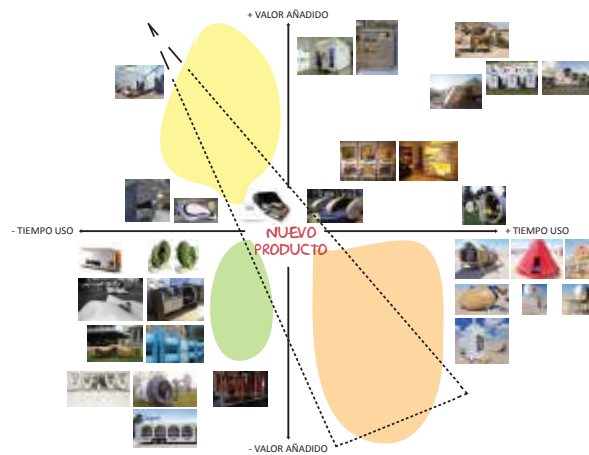 + VALOR AÑADIDO
- TIEMPO USO
+ TIEMPO USO
NUEVO
PRODUCTO
- VALOR AÑADIDO